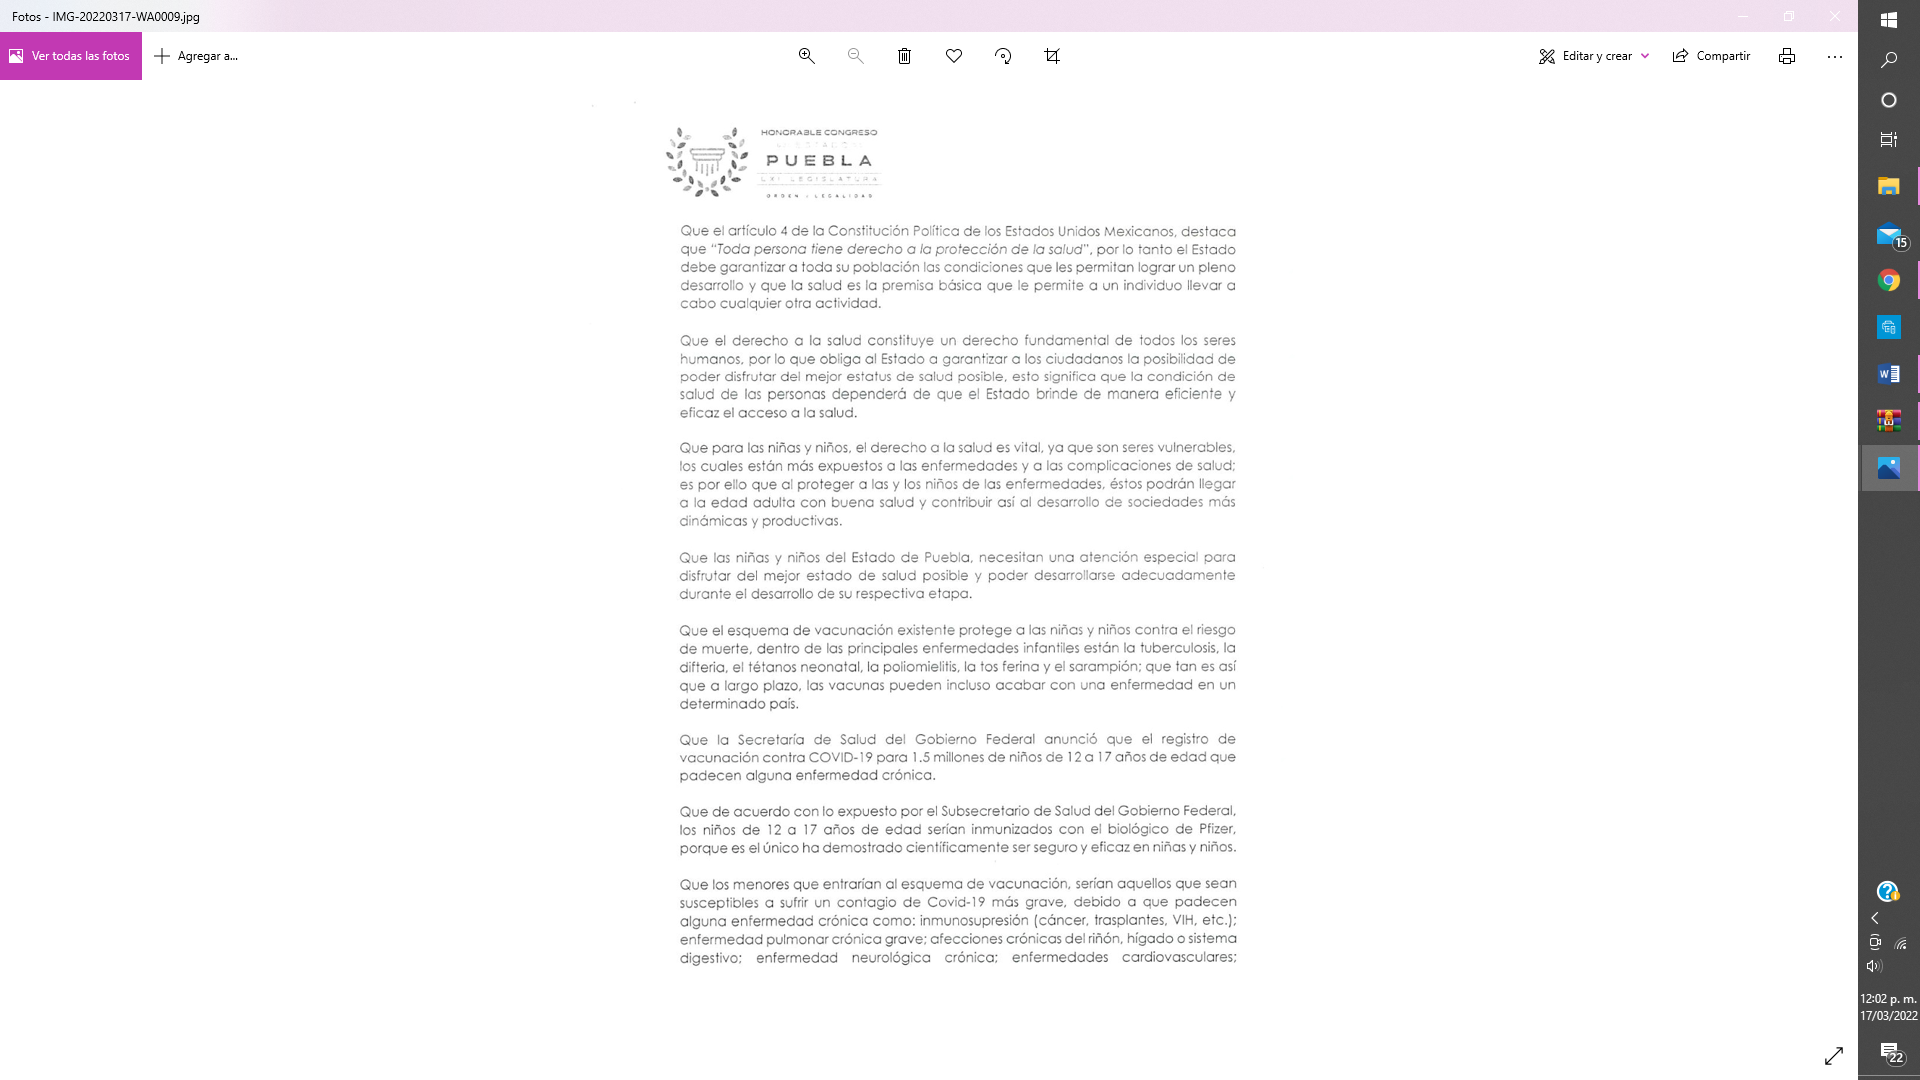 Fotos - IMG-20220317-WA0009.jpg
Ver todas las fotos
Agregar a...
Editar y crear
Compartir
HONORABLE CONGRESO
PUEBLA
LXI LEGISLATURA
ORDEN Y LEGALIDAD
Que el artículo 4 de la Constitución Política de los Estados Unidos Mexicanos, destaca
que "Toda persona tiene derecho a la protección de la salud", por lo tanto el Estado
debe garantizar a toda su población las condiciones que les permitan lograr un pleno
desarrollo y que la salud es la premisa básica que le permite a un individuo llevar a
cabo cualquier otra actividad.
Que el derecho a la salud constituye un derecho fundamental de todos los seres
humanos, por lo que obliga al Estado a garantizar a los ciudadanos la posibilidad de
poder disfrutar del mejor estatus de salud posible, esto significa que la condición de
salud de las personas dependerá de que el Estado brinde de manera eficiente y
eficaz el acceso a la salud.
Que para las niñas y niños, el derecho a la salud es vital, ya que son seres vulnerables,
los cuales están más expuestos a las enfermedades y a las complicaciones de salud;
es por ello que al proteger a las y los niños de las enfermedades, éstos podrán llegar
a la edad adulta con buena salud y contribuir así al desarrollo de sociedades más
dinámicas y productivas.
Que las niñas y niños del Estado de Puebla, necesitan una atención especial para
disfrutar del mejor estado de salud posible y poder desarrollarse adecuadamente
durante el desarrollo de su respectiva etapa.
Que el esquema de vacunación existente protege a las niñas y niños contra el riesgo
de muerte, dentro de las principales enfermedades infantiles están la tuberculosis, la
difteria, el tétanos neonatal, la poliomielitis, la tos ferina y el sarampión; que tan es así
que a largo plazo, las vacunas pueden incluso acabar con una enfermedad en un
determinado país.
Que la Secretaría de Salud del Gobierno Federal anunció que el registro de
vacunación contra COVID-19 para 1.5 millones de niños de 12 a 17 años de edad que
padecen alguna enfermedad crónica.
Que de acuerdo con lo expuesto por el Subsecretario de Salud del Gobierno Federal,
los niños de 12 a 17 años de edad serían inmunizados con el biológico de Pfizer,
porque es el único ha demostrado científicamente ser seguro y eficaz en niñas y niños.
Que los menores que entrarían al esquema de vacunación, serían aquellos que sean
susceptibles a sufrir un contagio de Covid-19 más grave, debido a que padecen
alguna enfermedad crónica como: inmunosupresión (cáncer, trasplantes, VIH, etc.);
enfermedad pulmonar crónica grave; afecciones crónicas del riñón, hígado o sistema
digestivo; enfermedad neurológica crónica; enfermedades cardiovasculares;
15
12:02 p. m.
17/03/2022
22